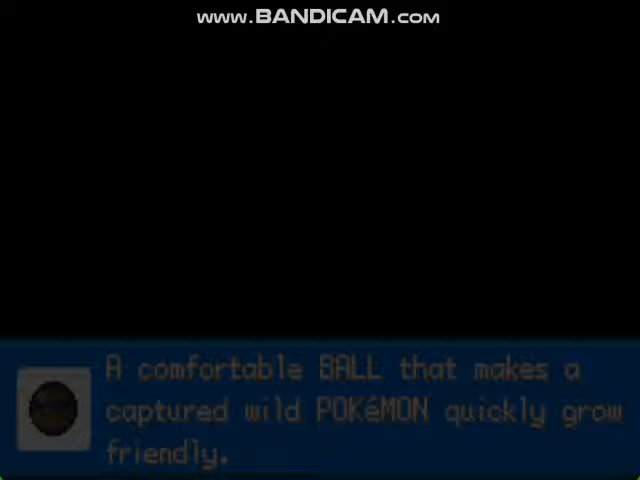 www.BANDICAM.com
A comfortable BALL that makes a
captured wild POKéMON quickly grow
friendly.